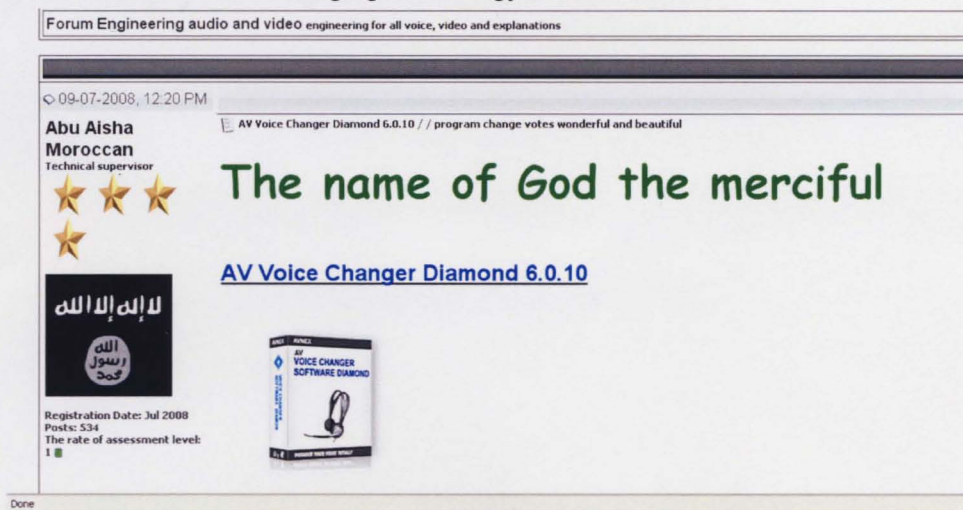 Forum Engineering audio and video engineering for all voice, video and explanations
09-07-2008, 12:20 PM
Abu Aisha
Moroccan
Technical supervisor
AV Voice Changer Diamond 6.0.10 / / program change votes wonderful and beautiful
The name of God the merciful
AV Voice Changer Diamond 6.0.10
لا إله إلا الله
الله
رسول
محمد
AVNEX
AV
VOICE CHANGER
SOFTWARE DIAMOND
Registration Date: Jul 2008
Posts: 534
The rate of assessment level:
1
Done